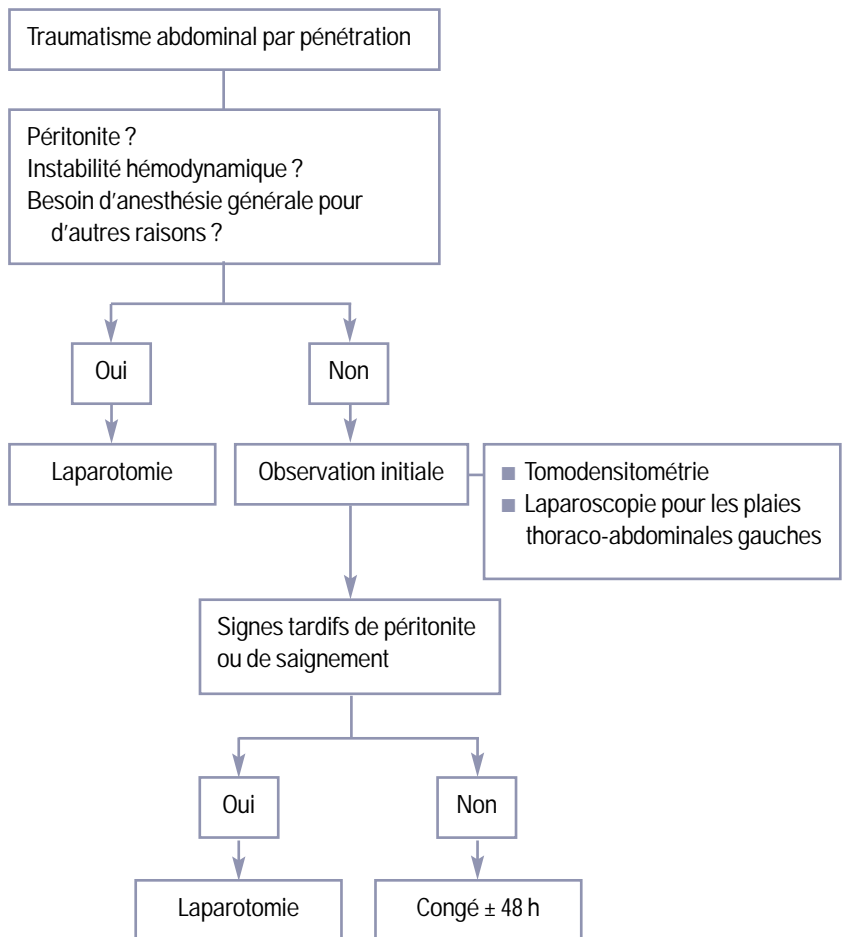 Traumatisme abdominal par pénétration
Péritonite ?
Instabilité hémodynamique ?
Besoin d'anesthésie générale pour
d'autres raisons ?
Oui
Non
Laparotomie
Observation initiale
■ Tomodensitométrie
■ Laparoscopie pour les plaies
thoraco-abdominales gauches
Signes tardifs de péritonite
ou de saignement
Oui
Non
Laparotomie
Congé ± 48 h